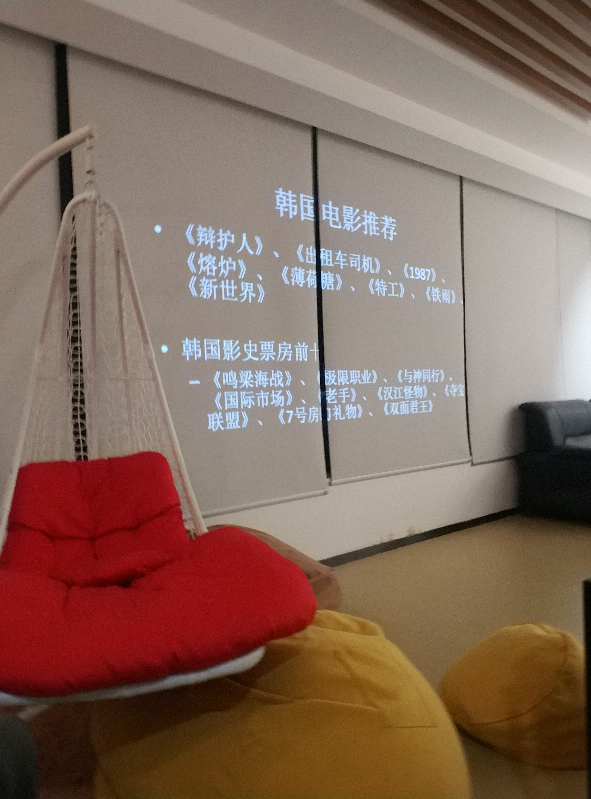 韩国电影推荐
• 《辩护人》、《出租车司机》、《1987》、
《熔炉》、《薄荷糖》、《特工》、《铁雨》、
《新世界》
• 韩国影史票房前十
– 《鸣梁海战》、《极限职业》、《与神同行》、
《国际市场》、《老手》、《汉江怪物》、《夺宝
联盟》、《7号房的礼物》、《双面君王》